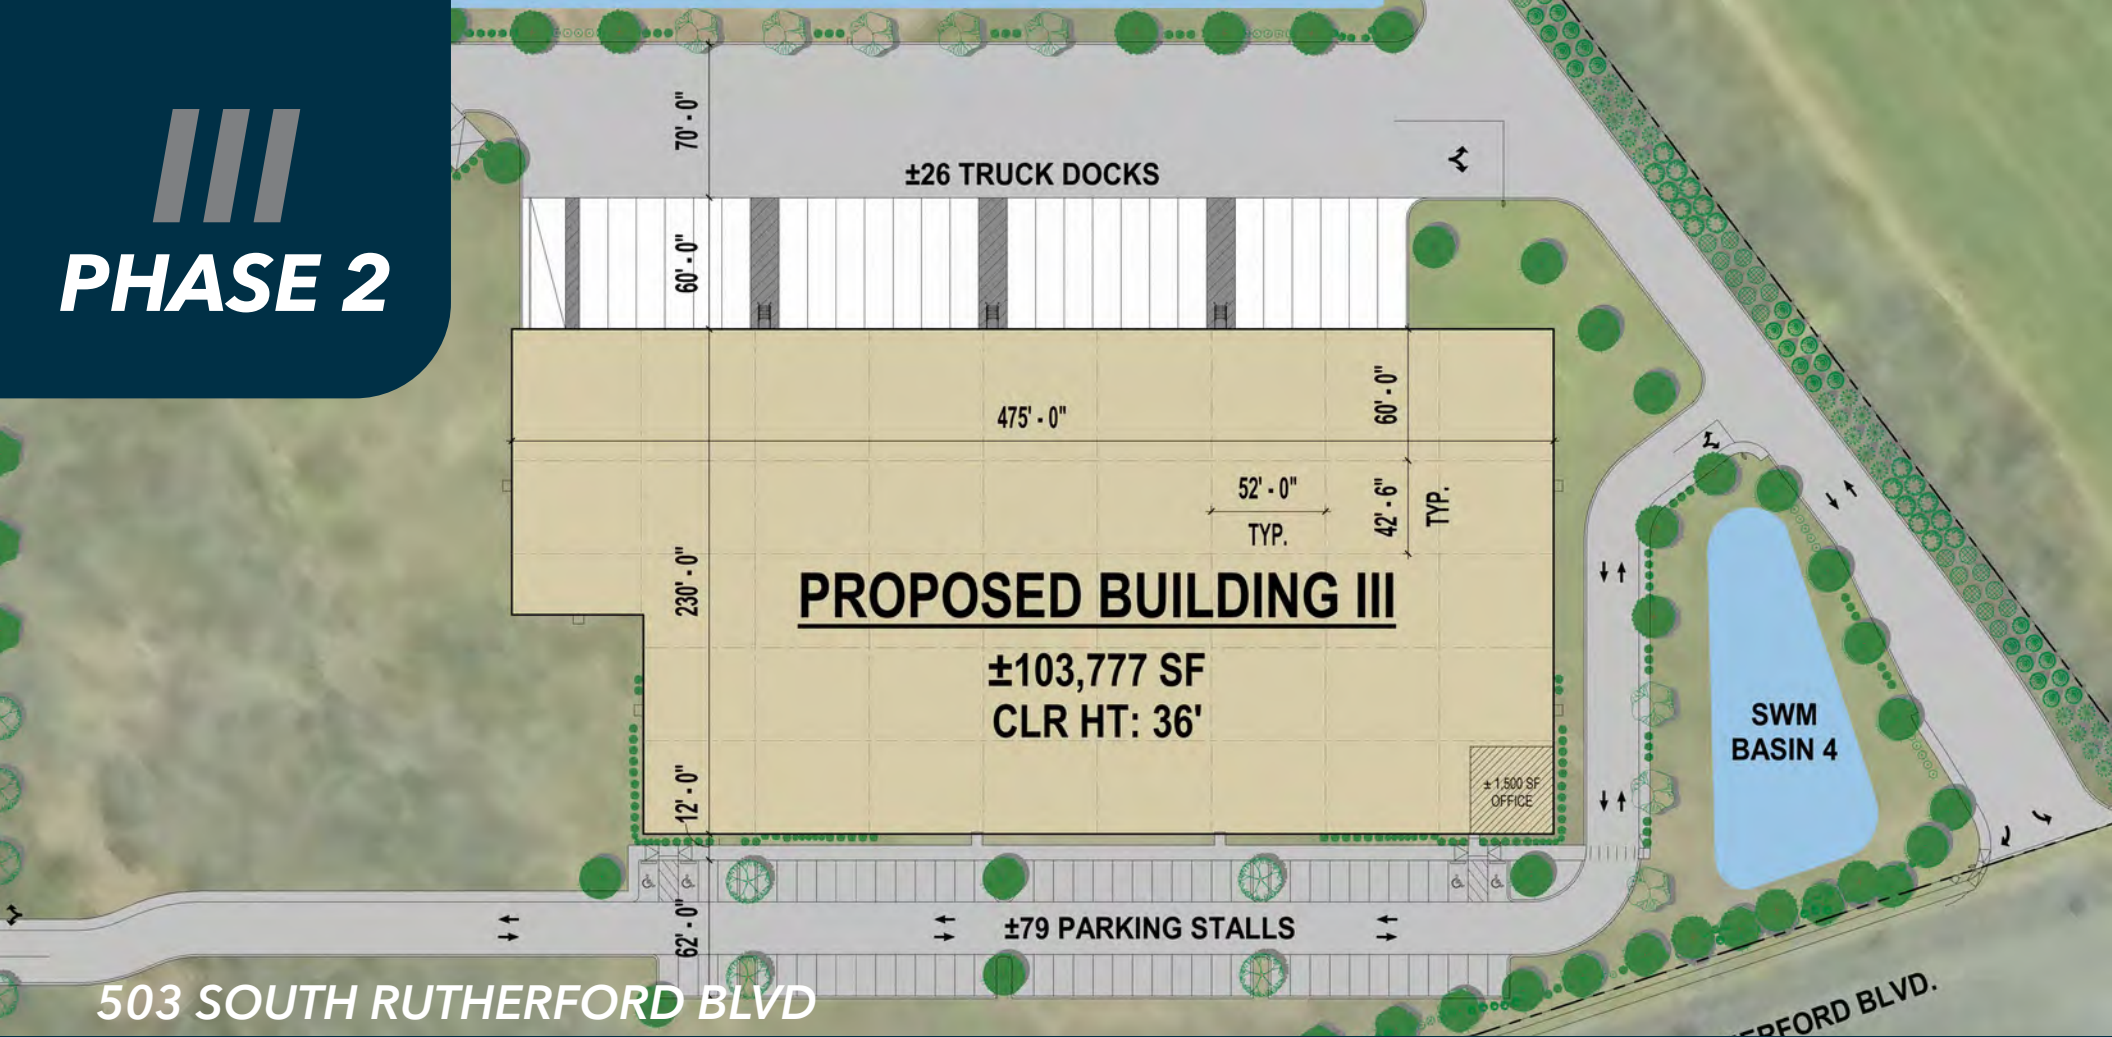 III
PHASE 2
70' - 0"
±26 TRUCK DOCKS
60' - 0"
475' - 0"
60' - 0"
52' - 0"
TYP.
42' - 6"
TYP.
230' - 0"
PROPOSED BUILDING III
±103,777 SF
CLR HT: 36'
SWM
BASIN 4
± 1,500 SF
OFFICE
12' - 0"
62' - 0"
±79 PARKING STALLS
503 SOUTH RUTHERFORD BLVD
BLVD.